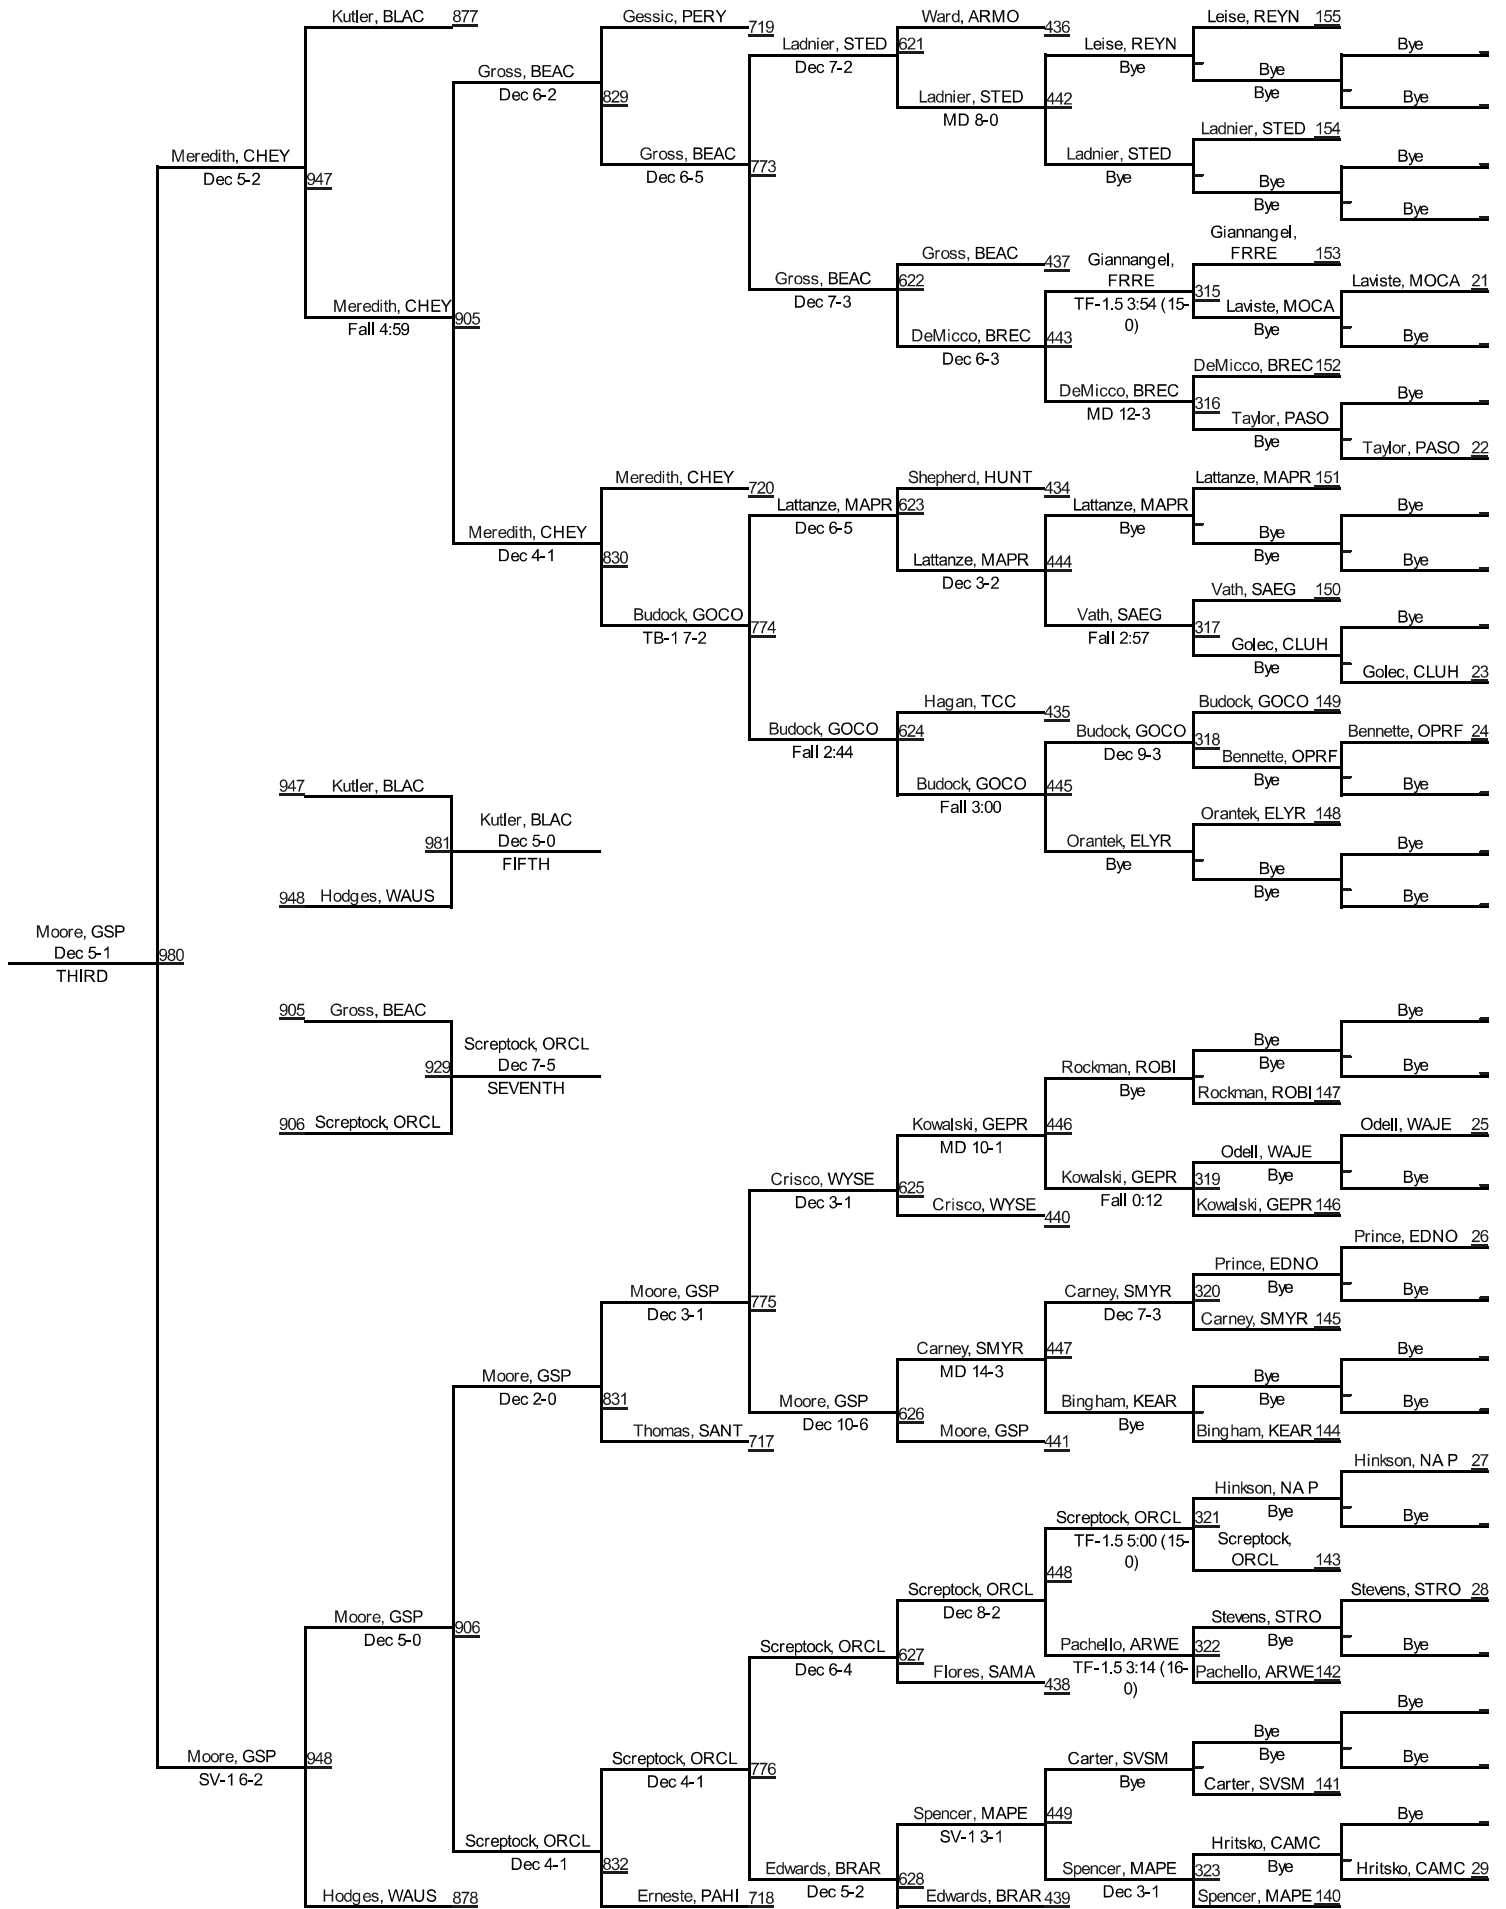 Kutler, BLAC 877
Gessic, PERY 719
Ward, ARMO 436
Leise, REYN 155
Ladnier, STED 621
Dec 7-2
Leise, REYN
Bye
Bye
Bye
Bye
Bye
Gross, BEAC
Dec 6-2
829
Ladnier, STED 442
MD 8-0
Ladnier, STED 154
Meredith, CHEY
Dec 5-2
947
Gross, BEAC
Dec 6-5
773
Ladnier, STED
Bye
Bye
Bye
Bye
Bye
Giannangel,
FRRE 153
Gross, BEAC 437
Giannangel,
FRRE
TF-1.5 3:54 (15-
0)
315
Laviste, MOCA 21
Gross, BEAC
Dec 7-3
622
Laviste, MOCA
Bye
Bye
Meredith, CHEY
Fall 4:59
905
DeMicco, BREC 443
Dec 6-3
DeMicco, BREC 152
DeMicco, BREC
MD 12-3
316
Bye
Taylor, PASO
Bye
Taylor, PASO 22
Meredith, CHEY 720
Shepherd, HUNT 434
Lattanze, MAPR 151
Lattanze, MAPR 623
Dec 6-5
Lattanze, MAPR
Bye
Bye
Bye
Bye
Bye
Meredith, CHEY
Dec 4-1
830
Lattanze, MAPR 444
Dec 3-2
Vath, SAEG 150
Budock, GOCO
TB-1 7-2
774
Vath, SAEG
Fall 2:57
317
Bye
Golec, CLUH
Bye
Golec, CLUH 23
Hagan, TCC 435
Budock, GOCO 149
Budock, GOCO
Fall 2:44
624
Budock, GOCO
Dec 9-3
318
Bennette, OPRF 24
Bennette, OPRF
Bye
Bye
947 Kutler, BLAC
Budock, GOCO 445
Fall 3:00
Orantek, ELYR 148
981
Kutler, BLAC
Dec 5-0
FIFTH
Orantek, ELYR
Bye
Bye
Bye
Bye
Bye
948 Hodges, WAUS
Moore, GSP
Dec 5-1
THIRD
980
905 Gross, BEAC
929
Screptock, ORCL
Dec 7-5
SEVENTH
906 Screptock, ORCL
Bye
Bye
Bye
Bye
Rockman, ROBI
Bye
Rockman, ROBI 147
Kowalski, GEPR 446
MD 10-1
Odell, WAJE 25
Odell, WAJE
Bye
Bye
Crisco, WYSE
Dec 3-1
625
Kowalski, GEPR
Fall 0:12
319
Kowalski, GEPR 146
Crisco, WYSE 440
Prince, EDNO 26
Prince, EDNO
Bye
Bye
Moore, GSP
Dec 3-1
775
Carney, SMYR
Dec 7-3
320
Carney, SMYR 145
Carney, SMYR 447
MD 14-3
Bye
Bye
Bye
Bye
Moore, GSP
Dec 2-0
831
Moore, GSP
Dec 10-6
626
Bingham, KEAR
Bye
Bingham, KEAR 144
Thomas, SANT 717
Moore, GSP 441
Hinkson, NA P 27
Hinkson, NA P
Bye
Bye
Screptock, ORCL
TF-1.5 5:00 (15-
0)
321
Screptock,
ORCL 143
448
Screptock, ORCL
Dec 8-2
Stevens, STRO 28
Stevens, STRO
Bye
Bye
Moore, GSP
Dec 5-0
906
Screptock, ORCL
Dec 6-4
627
Pachello, ARWE
TF-1.5 3:14 (16-
0)
322
Pachello, ARWE 142
Flores, SAMA 438
Bye
Bye
Bye
Bye
Moore, GSP
SV-1 6-2
948
Screptock, ORCL
Dec 4-1
776
Carter, SVSM
Bye
Carter, SVSM 141
Spencer, MAPE 449
SV-1 3-1
Bye
Screptock, ORCL
Dec 4-1
832
Hritsko, CAMC
Bye
Hritsko, CAMC 29
Edwards, BRAR
Dec 5-2
628
Spencer, MAPE
Dec 3-1
323
Hodges, WAUS 878
Erneste, PAHI 718
Edwards, BRAR 439
Spencer, MAPE 140